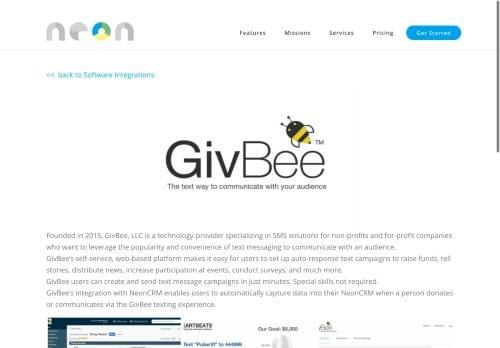 neon
Features Missions Services Pricing Get Started
<< back to Software Integrations
GivBee™
The text way to communicate with your audience
Founded in 2015, GivBee, LLC is a technology-provider specializing in SMS solutions for non-profits and for-profit companies
who want to leverage the popularity and convenience of text messaging to communicate with an audience.
GivBee's self-service, web-based platform makes it easy for users to set up auto-response text campaigns to raise funds, tell
stories, distribute news, increase participation at events, conduct surveys, and much more.
GivBee users can create and send text message campaigns in just minutes. Special skills not required.
GivBee's integration with NeonCRM enables users to automatically capture data into their NeonCRM when a person donates
or communicates via the GivBee texting experience.
EARTBEATS Our Goal: $8,000 GivBee